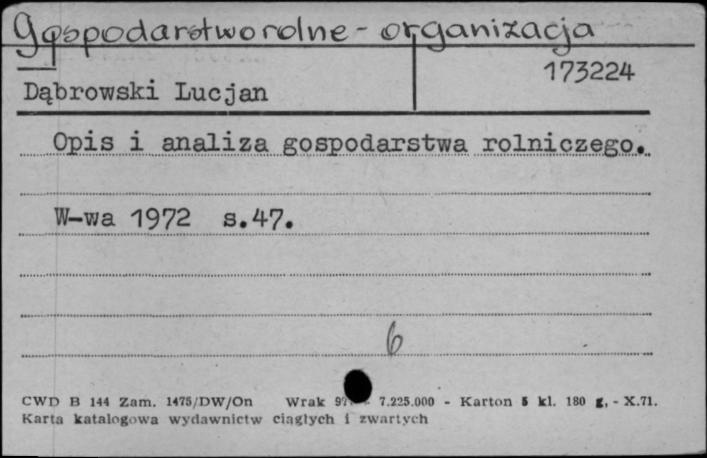 Gospodarstwo rolne - organizacja
173224
Dąbrowski Lucjan
Opis i analiza gospodarstwa rolniczego.
W-wa 1972 s.47.
6
CWD B 144 Zam. 1475/DW/On Wrak 7.225.000 - Karton 5 kl. 180 g, - X.71.
Karta katalogowa wydawnictw ciągłych i zwartych